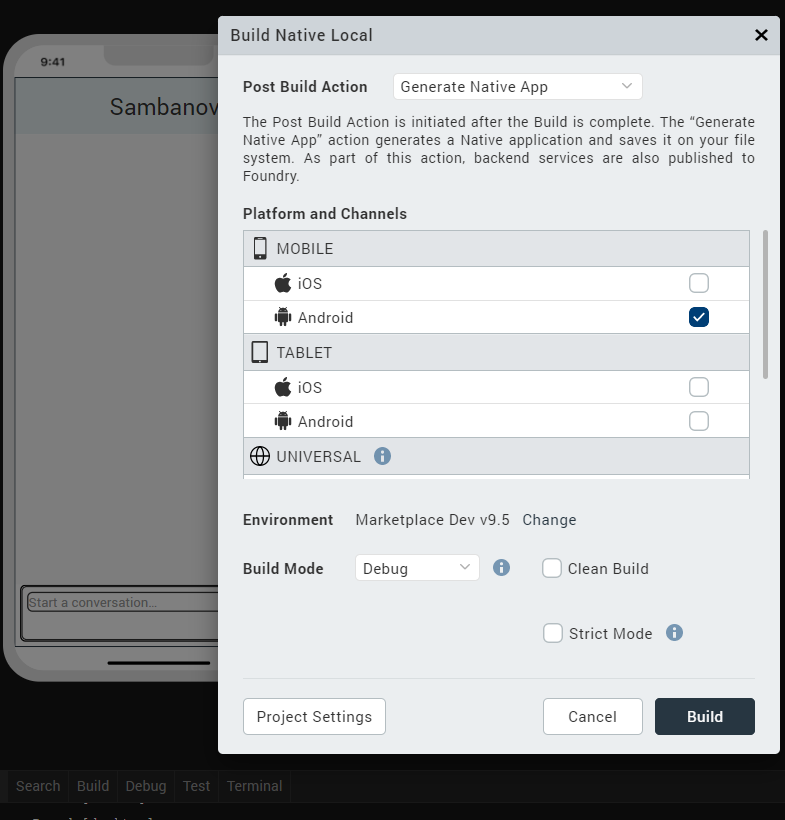 Build Native Local
9:41
Sambanov
Post Build Action
Generate Native App
The Post Build Action is initiated after the Build is complete. The “Generate
Native App” action generates a Native application and saves it on your file
system. As part of this action, backend services are also published to
Foundry.
Platform and Channels
MOBILE
iOS
Android
TABLET
iOS
Android
UNIVERSAL
Environment Marketplace Dev v9.5 Change
Build Mode Debug Clean Build
Start a conversation...
Strict Mode
Project Settings Cancel Build
Search Build Debug Test Terminal